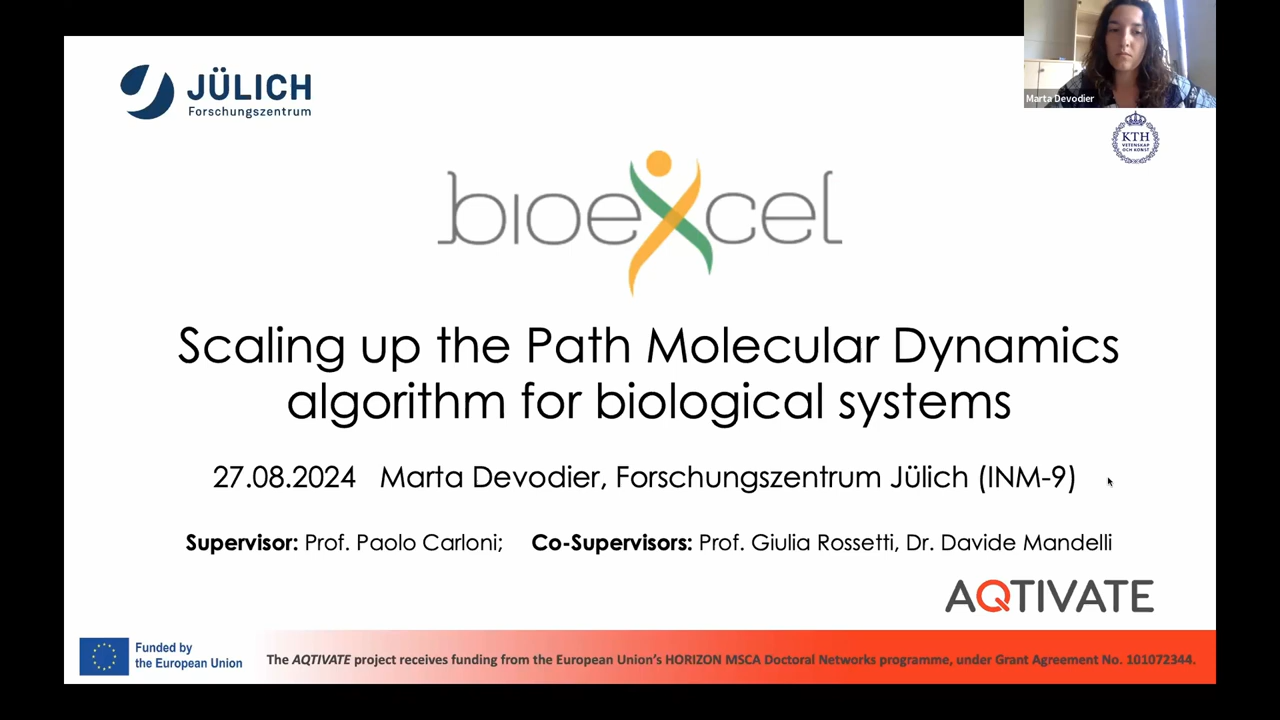 JÜLICH
Forschungszentrum
Marta Devodier
KTH
VETENSKAP
OCH KONST
bioexcel
Scaling up the Path Molecular Dynamics
algorithm for biological systems
27.08.2024 Marta Devodier, Forschungszentrum Jülich (INM-9)
Supervisor: Prof. Paolo Carloni; Co-Supervisors: Prof. Giulia Rossetti, Dr. Davide Mandelli
AQTIVATE
Funded by
the European Union
The AQTIVATE project receives funding from the European Union's HORIZON MSCA Doctoral Networks programme, under Grant Agreement No. 101072344.